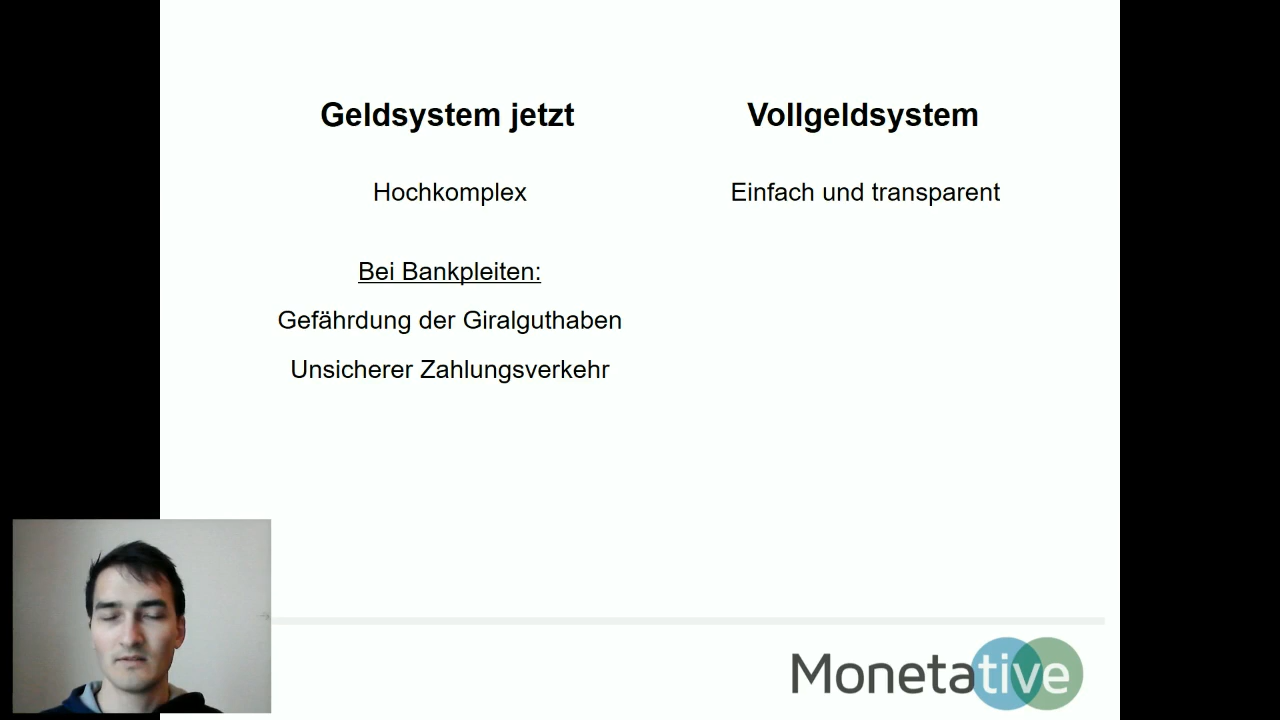 Geldsystem jetzt
Vollgeldsystem
Hochkomplex
Einfach und transparent
Bei Bankpleiten:
Gefährdung der Giralguthaben
Unsicherer Zahlungsverkehr
Monetative